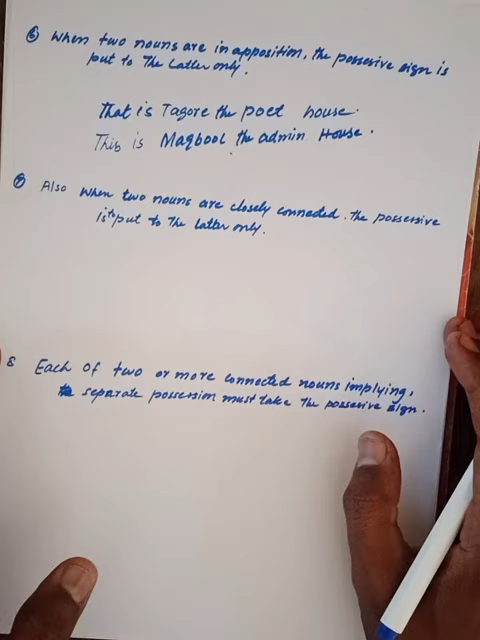 ⑥ When two nouns are in apposition, the possesive sign is
put to The Latter only.
That is Tagore the poet house.
This is Maqbool the admin House.
⑦ Also when two nouns are closely connected. the possessive
is to put to The latter only.
8 Each of two or more connected nouns implying,
separate possession must take The possesive sign.